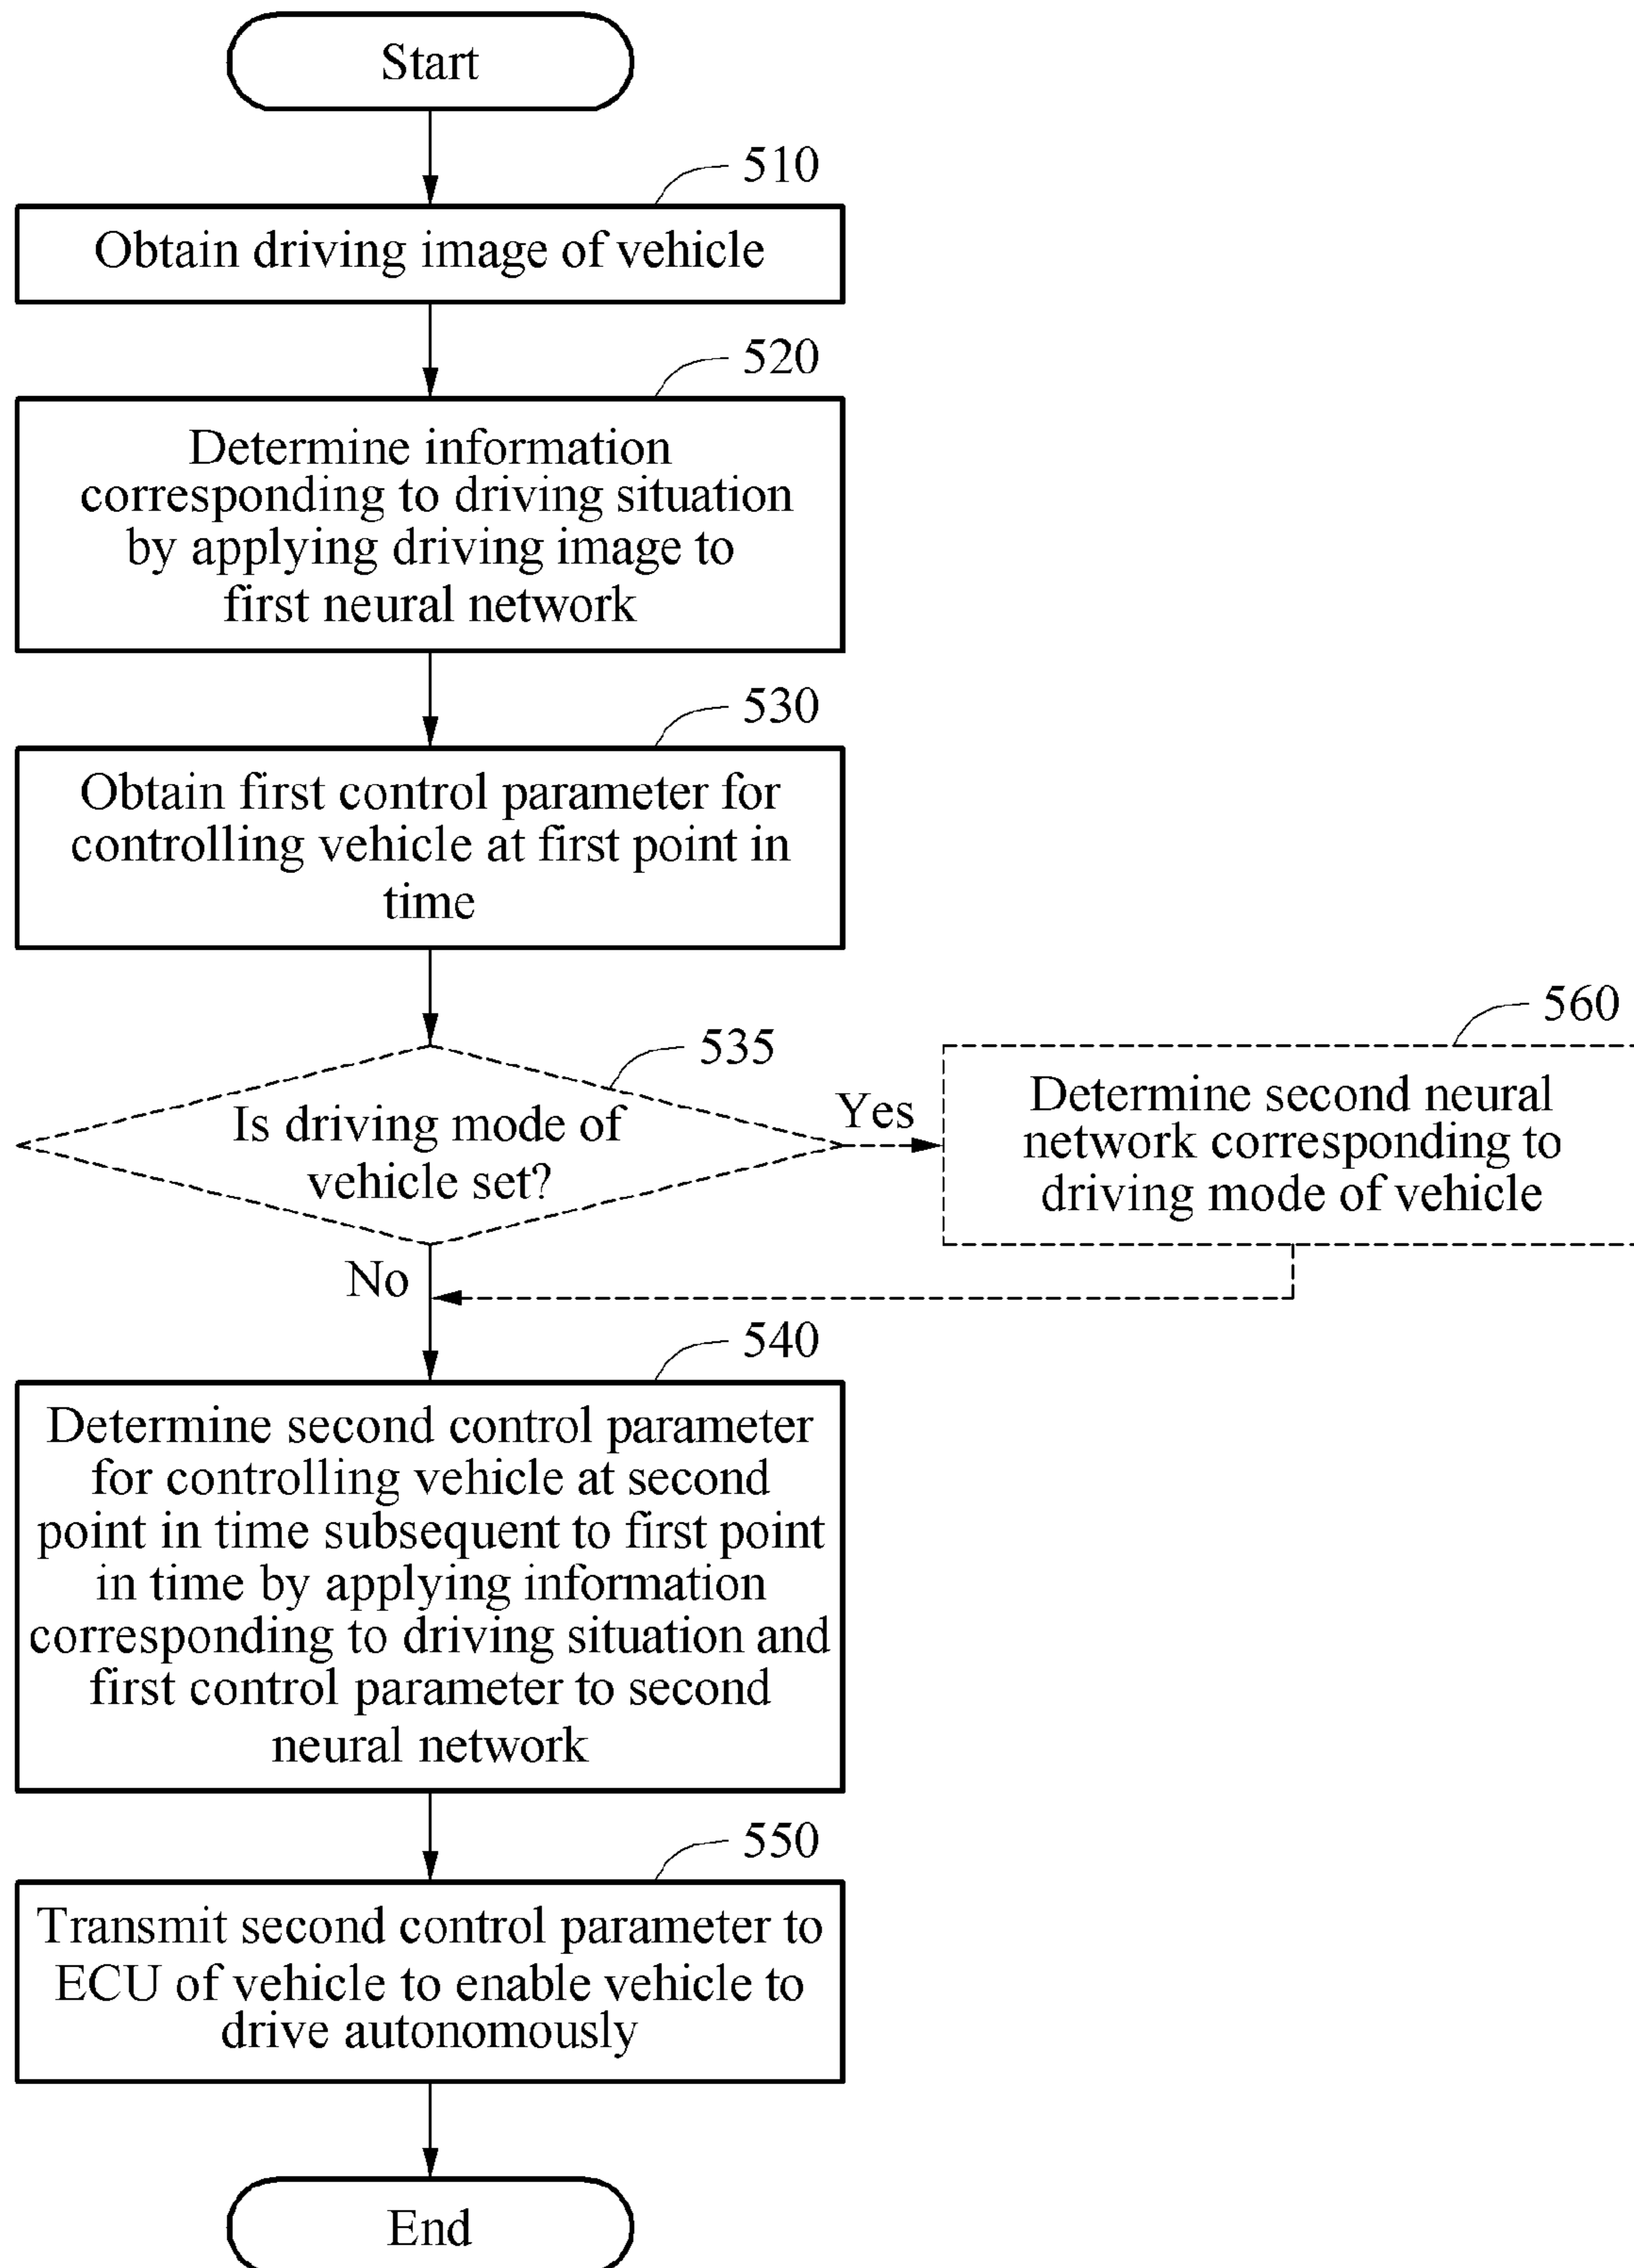 Start
510
Obtain driving image of vehicle
520
Determine information
corresponding to driving situation
by applying driving image to
first neural network
530
Obtain first control parameter for
controlling vehicle at first point in
time
535
Is driving mode of
vehicle set?
Yes
560
Determine second neural
network corresponding to
driving mode of vehicle
No
540
Determine second control parameter
for controlling vehicle at second
point in time subsequent to first point
in time by applying information
corresponding to driving situation and
first control parameter to second
neural network
550
Transmit second control parameter to
ECU of vehicle to enable vehicle to
drive autonomously
End